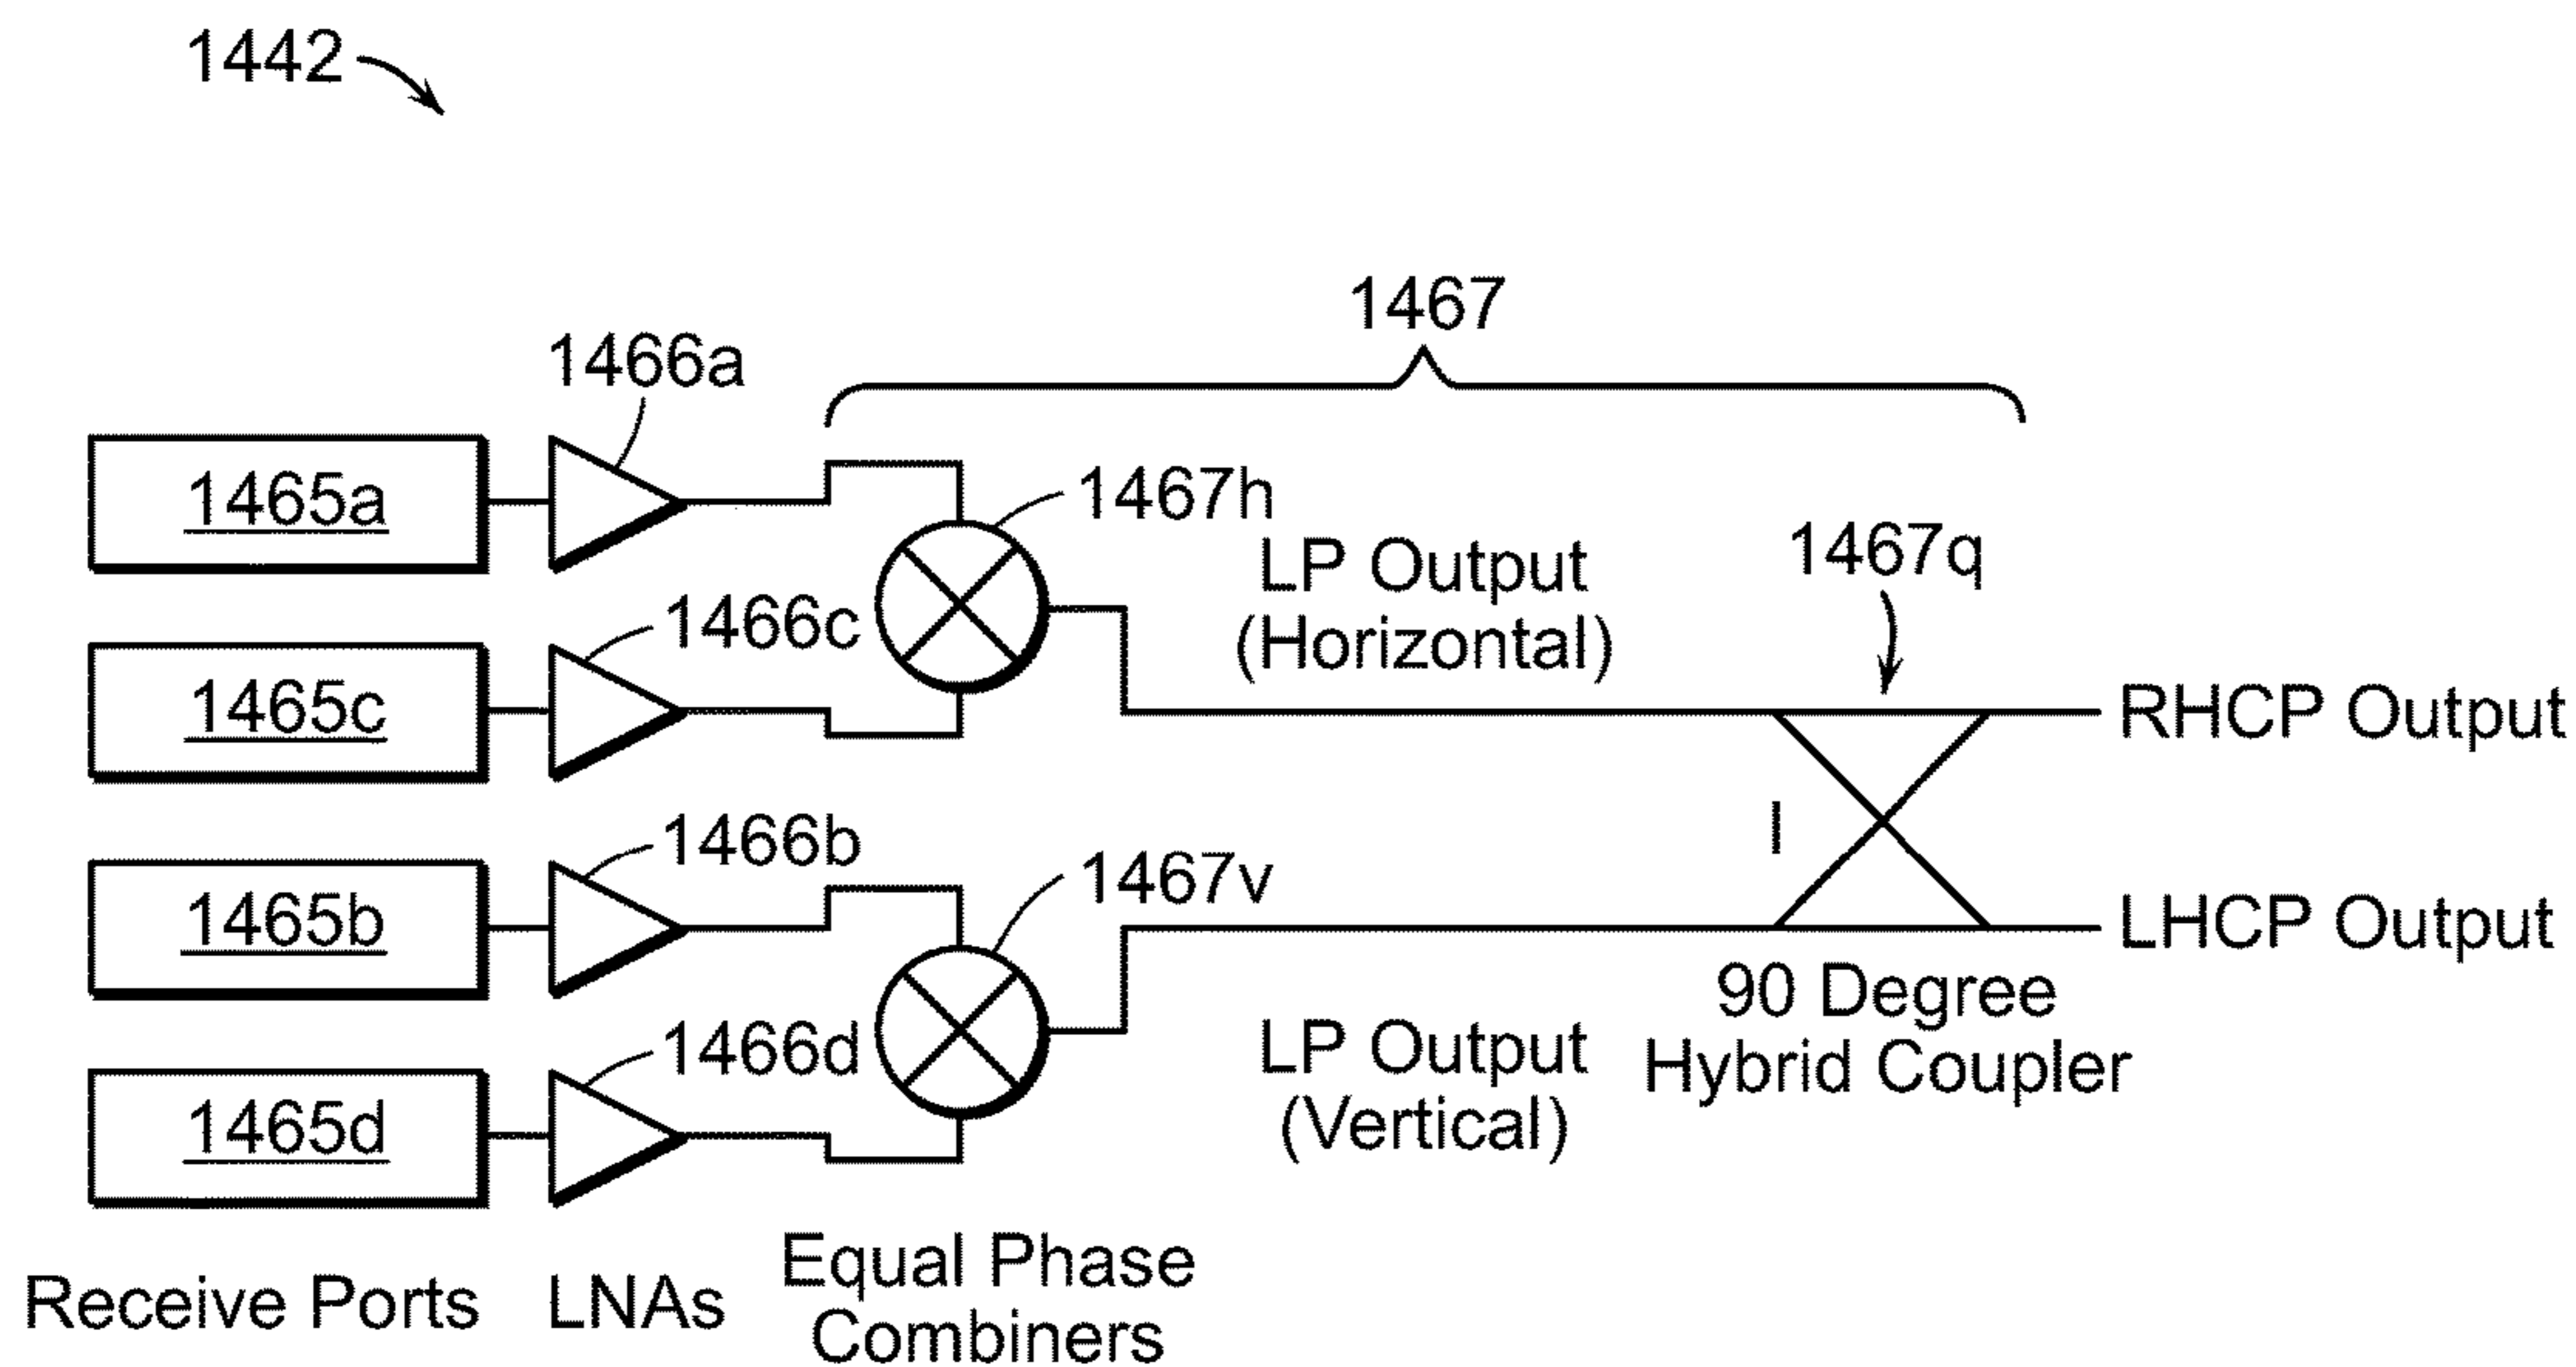 1442
1467
1466a
1465a
1467h
LP Output
(Horizontal)
1467q
1466c
1465c
RHCP Output
1466b
1465b
1467v
I
LHCP Output
90 Degree
Hybrid Coupler
1466d
1465d
LP Output
(Vertical)
Receive Ports
LNAs
Equal Phase
Combiners